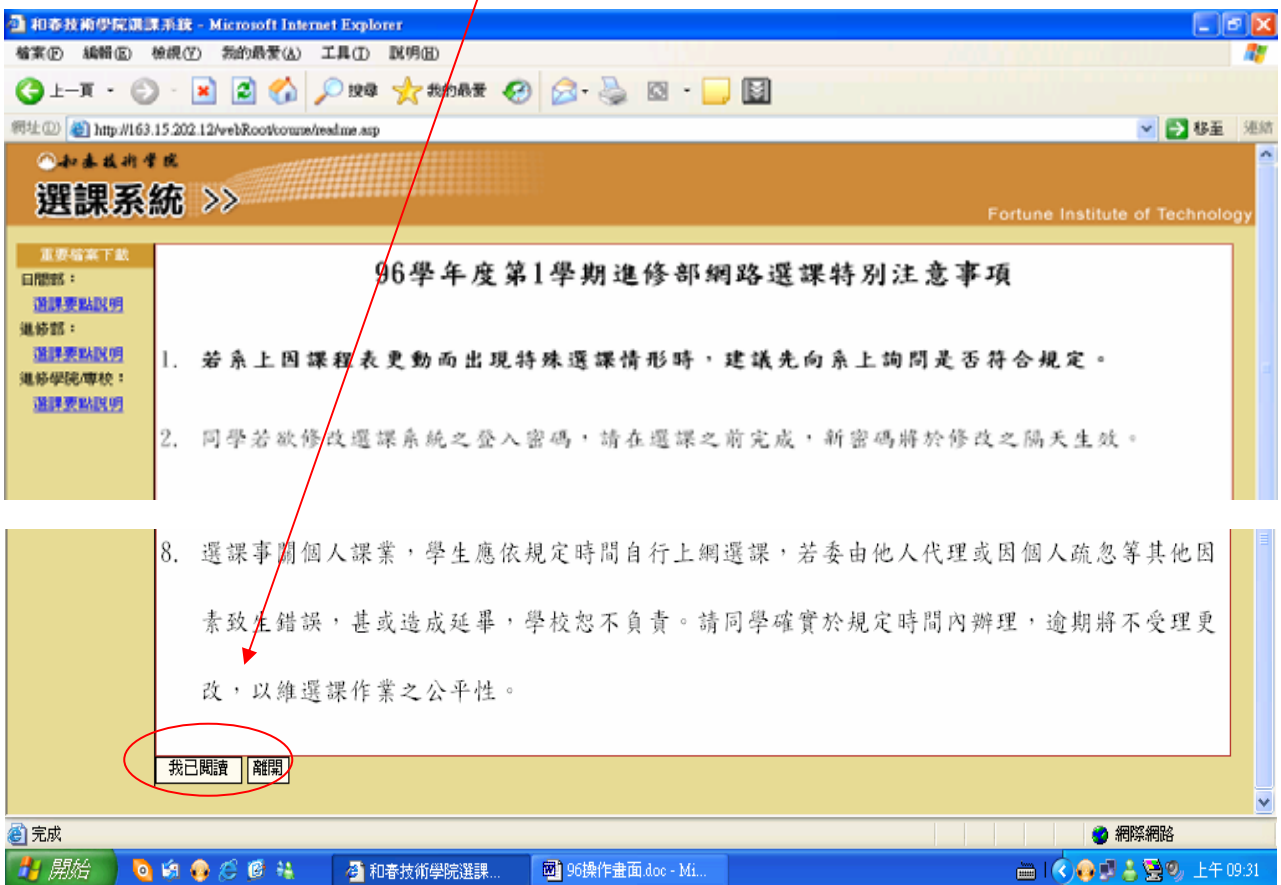 和春技術學院選課系統 - Microsoft Internet Explorer
檔案(F) 編輯(E) 檢視(V) 我的最愛(A) 工具(T) 說明(H)
上一頁 搜尋 我的最愛
網址(D) http://163.15.202.12/webRoot/course/readme.asp 移至 連結
和春技術學院
選課系統 >>
Fortune Institute of Technology
重要檔案下載
日間部：
選課要點說明
進修部：
選課要點說明
進修學院/專校：
選課要點說明
96學年度第1學期進修部網路選課特別注意事項
1. 若系上因課程表更動而出現特殊選課情形時，建議先向系上詢問是否符合規定。
2. 同學若欲修改選課系統之登入密碼，請在選課之前完成，新密碼將於修改之隔天生效。
8. 選課事關個人課業，學生應依規定時間自行上網選課，若委由他人代理或因個人疏忽等其他因
素致生錯誤，甚或造成延畢，學校恕不負責。請同學確實於規定時間內辦理，逾期將不受理更
改，以維選課作業之公平性。
我已閱讀 離開
完成 網際網路
開始 和春技術學院選課... 96操作畫面.doc - Mi... 上午 09:31